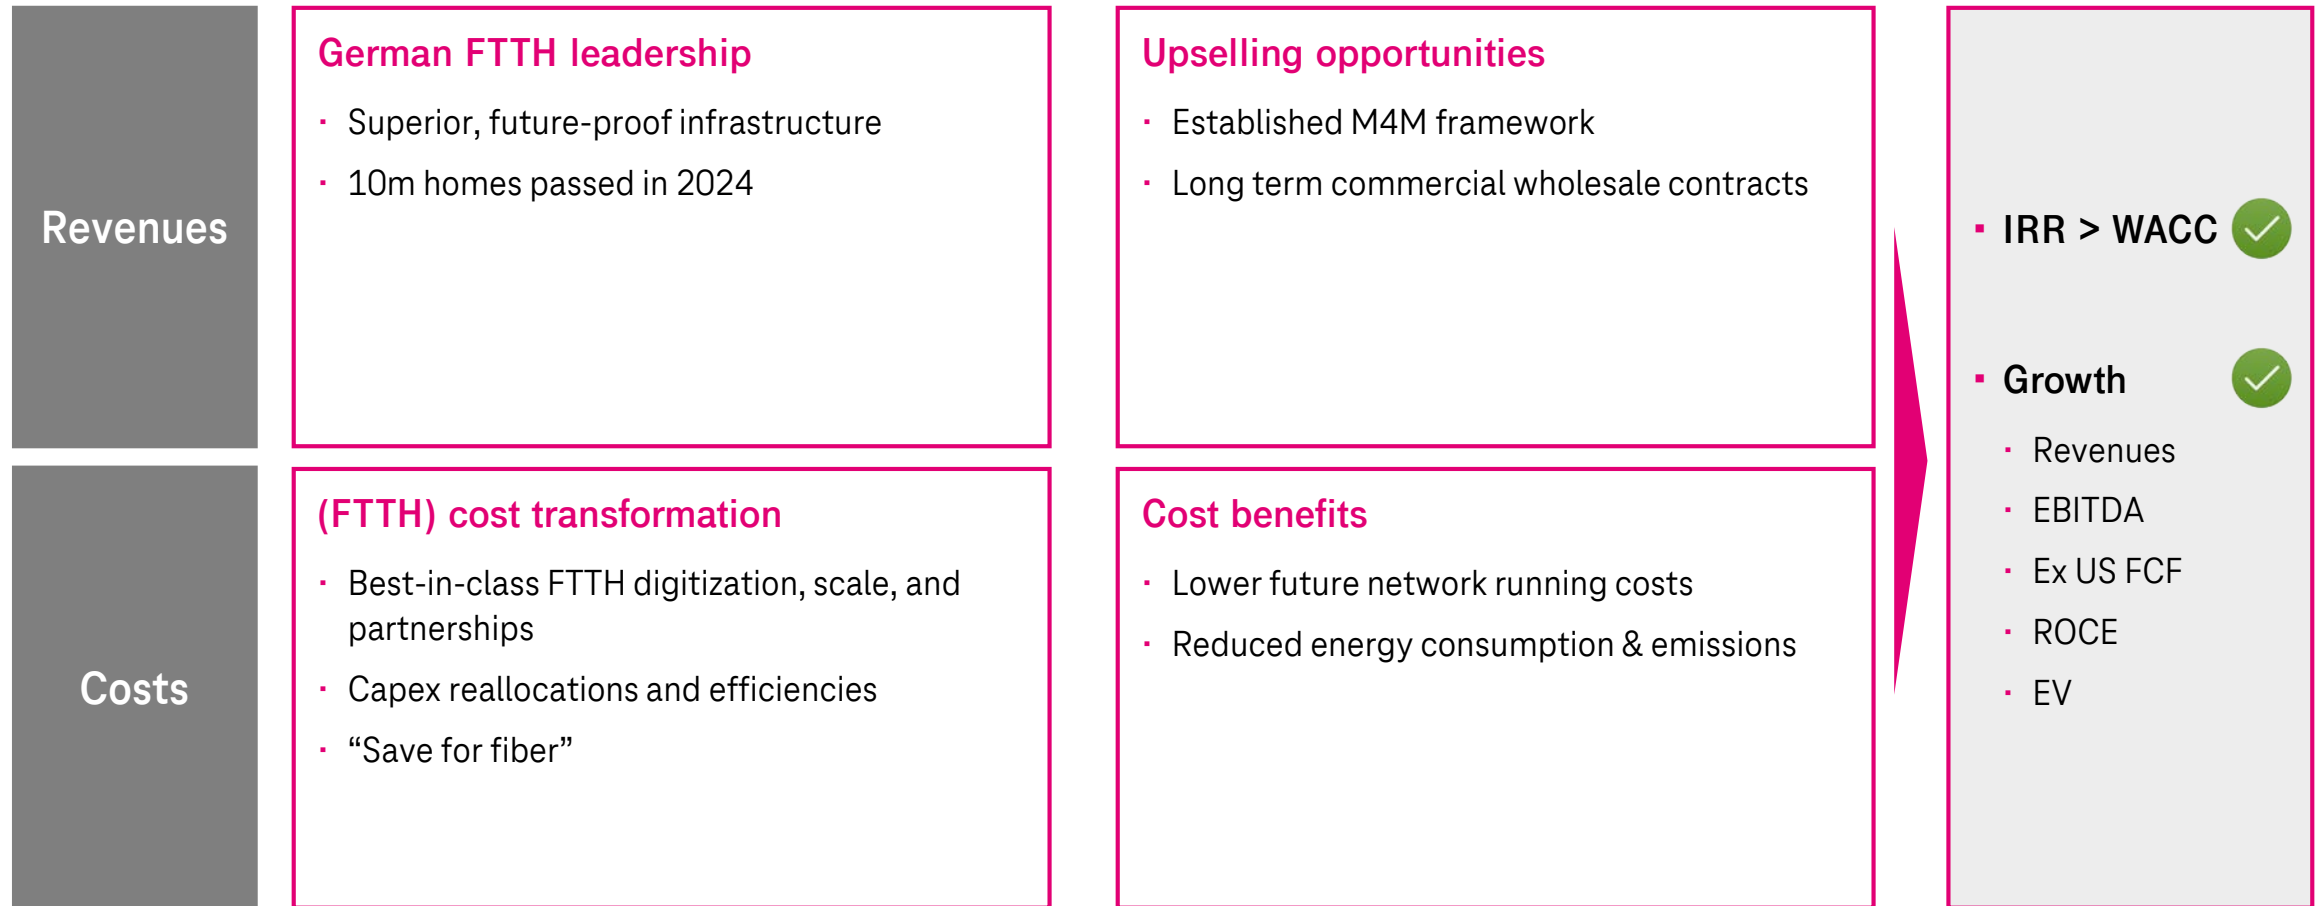 Revenues
German FTTH leadership
· Superior, future-proof infrastructure
· 10m homes passed in 2024
Upselling opportunities
· Established M4M framework
· Long term commercial wholesale contracts
Costs
(FTTH) cost transformation
· Best-in-class FTTH digitization, scale, and
partnerships
· Capex reallocations and efficiencies
· “Save for fiber”
Cost benefits
· Lower future network running costs
· Reduced energy consumption & emissions
▪ IRR > WACC
▪ Growth
· Revenues
· EBITDA
· Ex US FCF
· ROCE
· EV